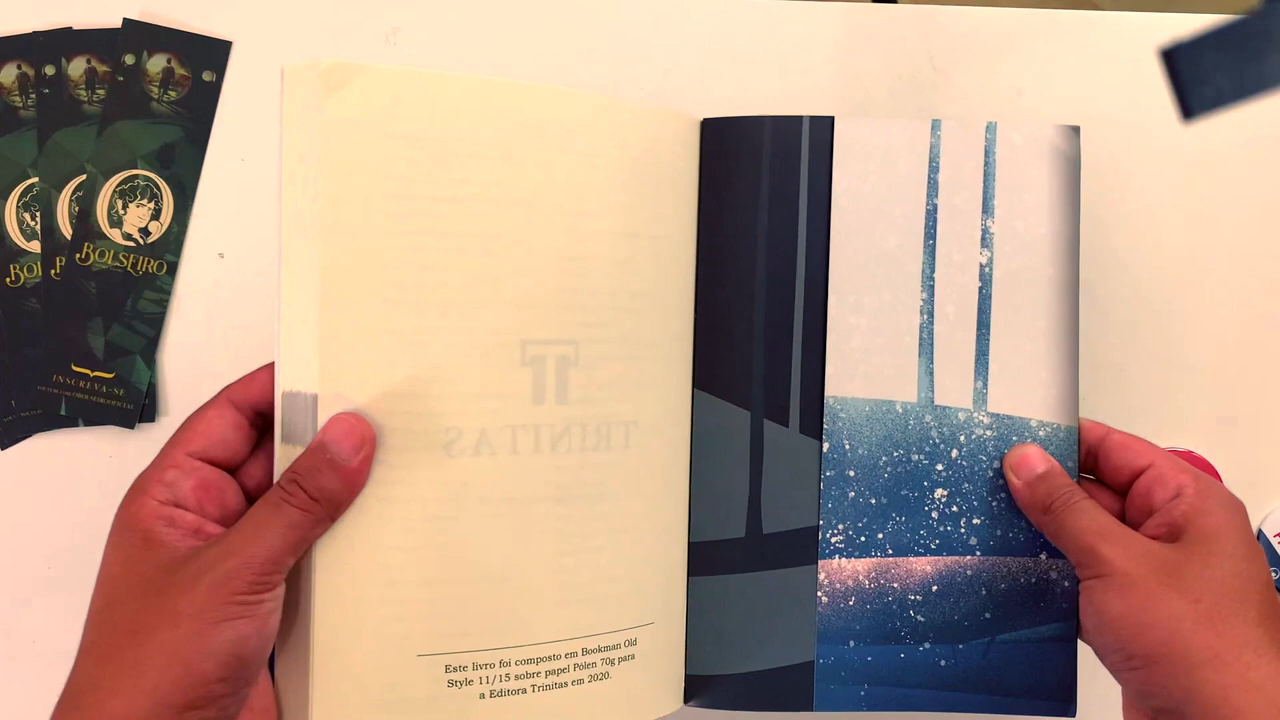 BOLSEIRO
INSCREVA-SE
TRINITAS
Este livro foi composto em Bookman Old
Style 11/15 sobre papel Pólen 70g para
a Editora Trinitas em 2020.